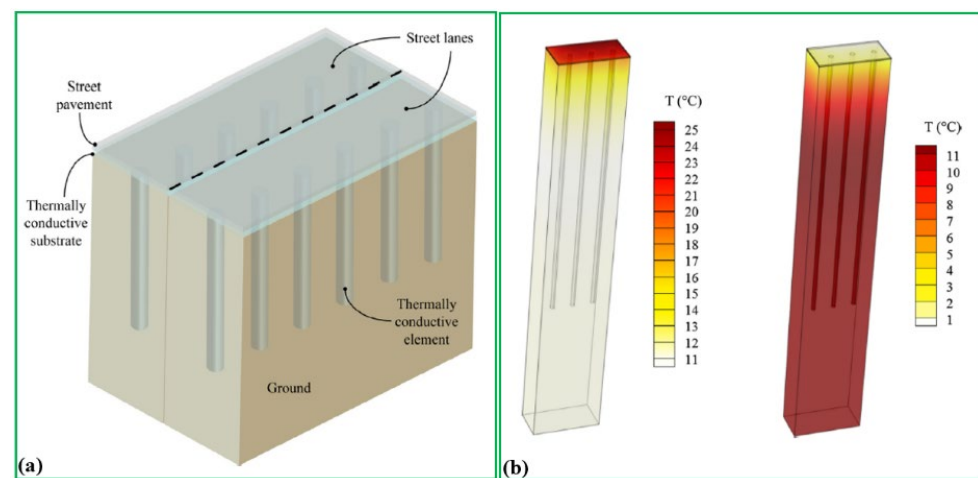 Street lanes
Street
pavement
Thermally
conductive
substrate
Thermally
conductive
element
Ground
(a)
T (°C)
25
24
23
22
21
20
19
18
17
16
15
14
13
12
11
T (°C)
11
10
9
8
7
6
5
4
3
2
1
(b)